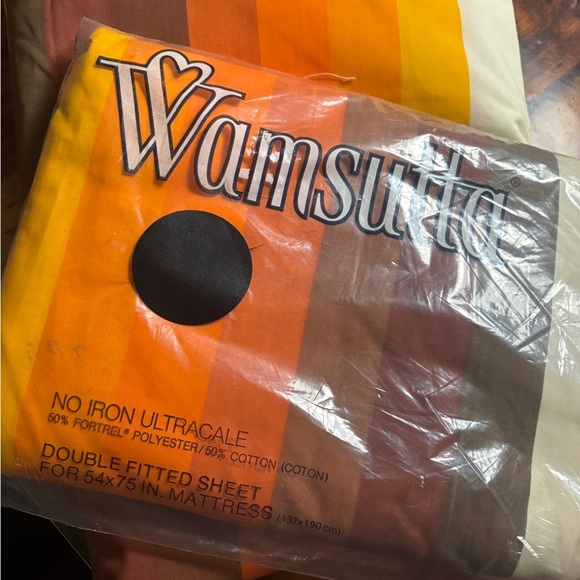 Wamsutta®
NO IRON ULTRACALE
50% FORTREL® POLYESTER/50% COTTON (COTON)
DOUBLE FITTED SHEET
FOR 54x75 IN. MATTRESS (137x190 cm)